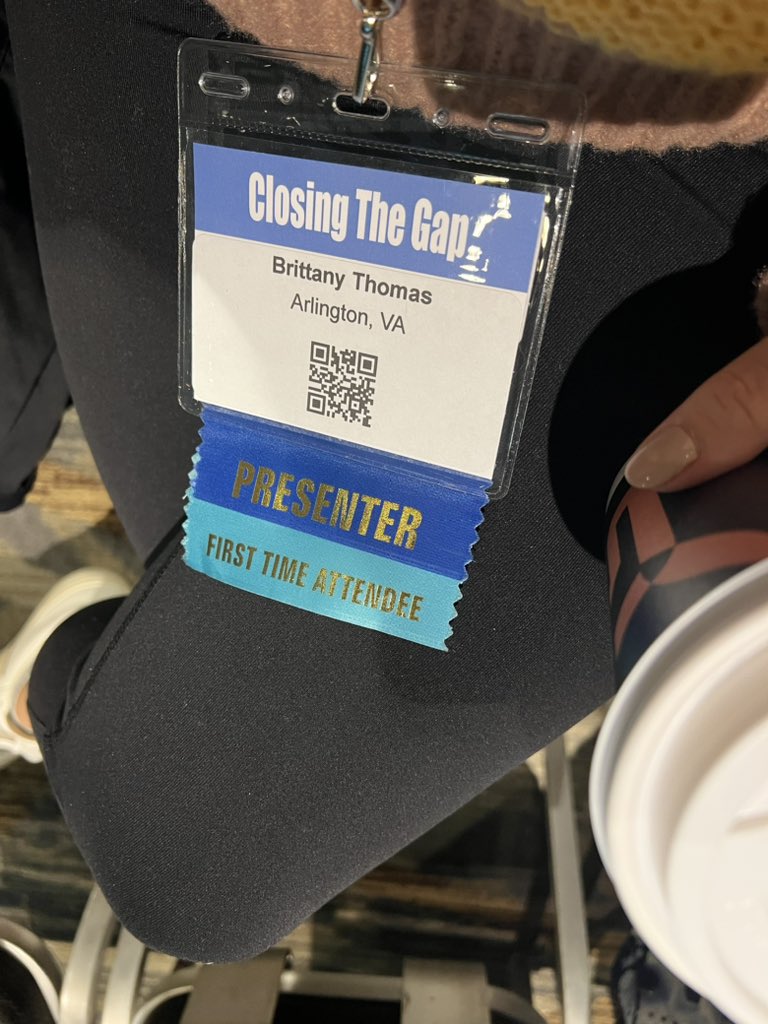 Closing The Gap
Brittany Thomas
Arlington, VA
PRESENTER
FIRST TIME ATTENDEE